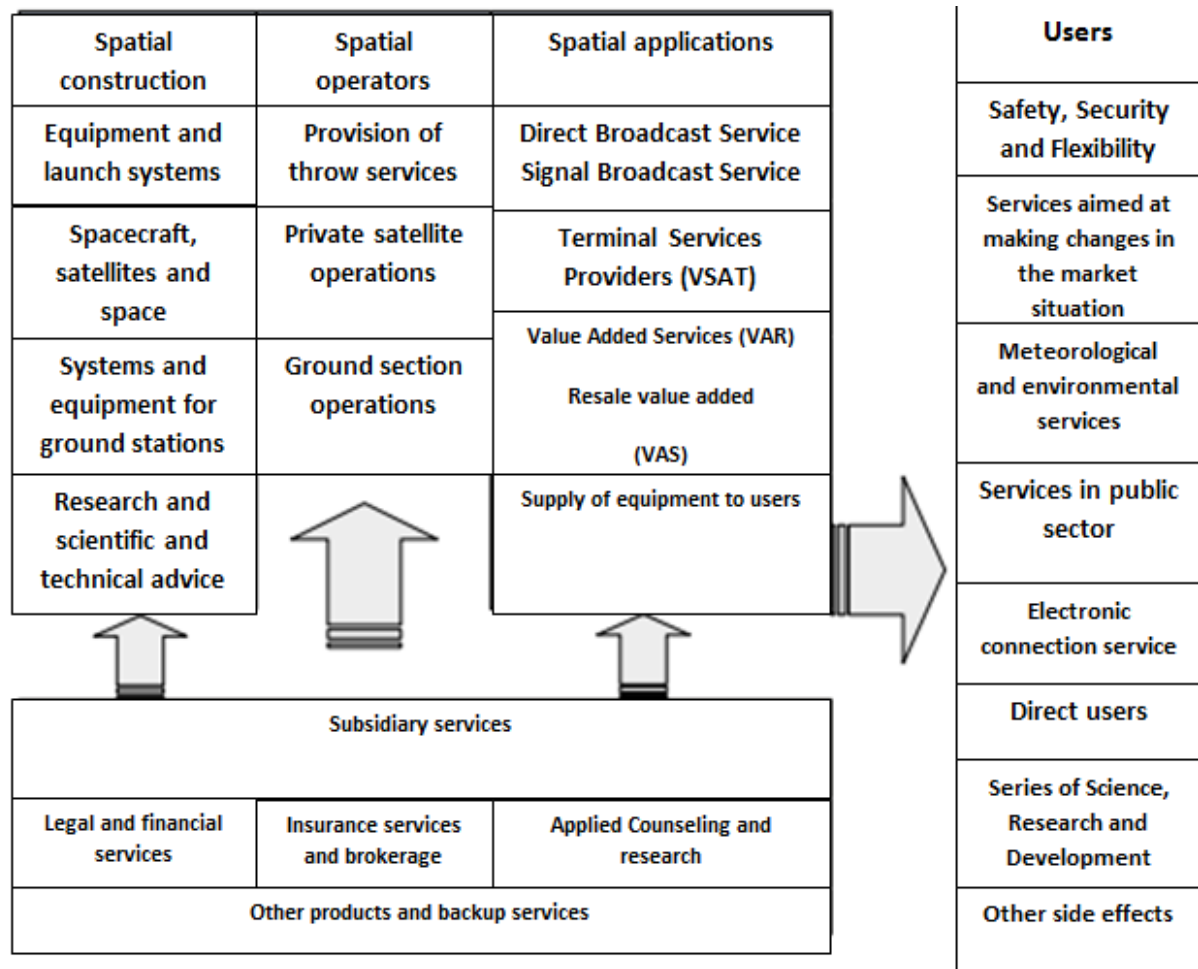 Spatial
construction
Equipment and
launch systems
Spacecraft,
satellites and
space
Systems and
equipment for
ground stations
Research and
scientific and
technical advice
Spatial
operators
Provision of
throw services
Private satellite
operations
Ground section
operations
Spatial applications
Direct Broadcast Service
Signal Broadcast Service
Terminal Services
Providers (VSAT)
Value Added Services (VAR)
Resale value added
(VAS)
Supply of equipment to users
Subsidiary services
Legal and financial
services
Insurance services
and brokerage
Applied Counseling and
research
Other products and backup services
Users
Safety, Security
and Flexibility
Services aimed at
making changes in
the market
situation
Meteorological
and environmental
services
Services in public
sector
Electronic
connection service
Direct users
Series of Science,
Research and
Development
Other side effects